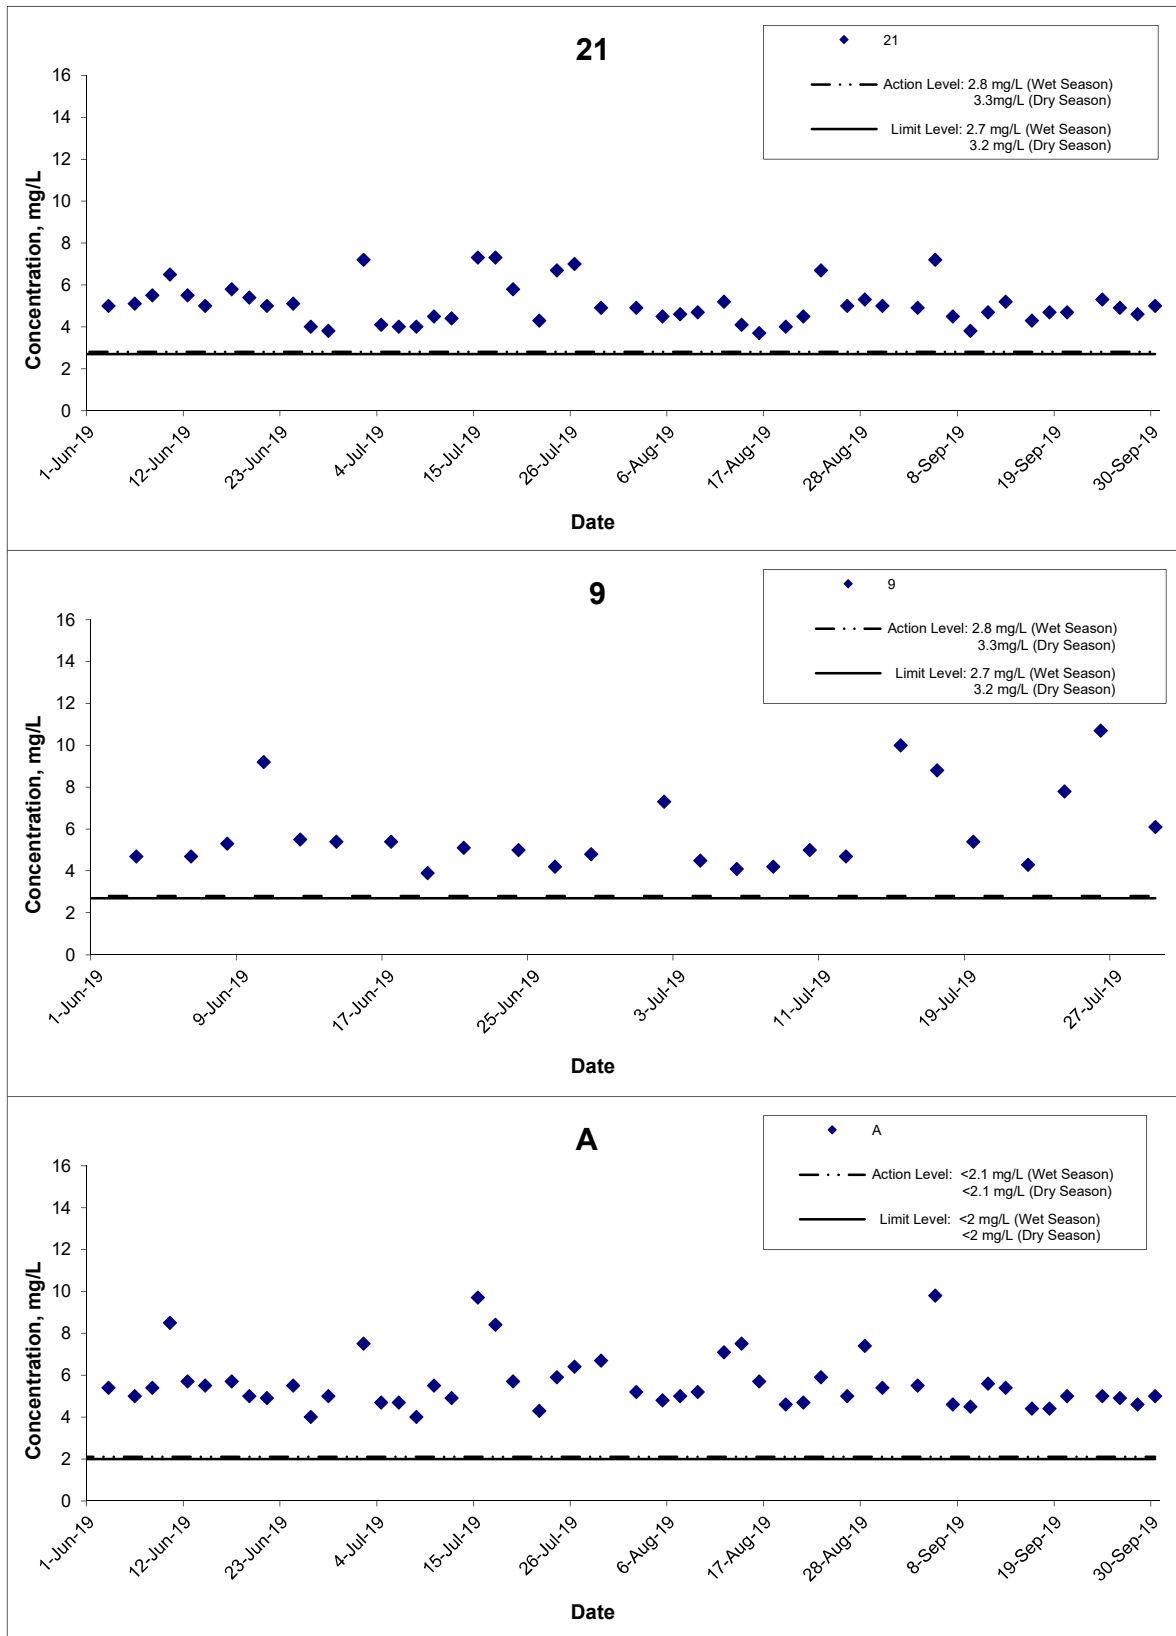 21
21
Action Level: 2.8 mg/L (Wet Season)
3.3mg/L (Dry Season)
Limit Level: 2.7 mg/L (Wet Season)
3.2 mg/L (Dry Season)
Concentration, mg/L
16
14
12
10
8
6
4
2
0
1-Jun-19
12-Jun-19
23-Jun-19
4-Jul-19
15-Jul-19
26-Jul-19
6-Aug-19
17-Aug-19
28-Aug-19
8-Sep-19
19-Sep-19
30-Sep-19
Date
9
9
Action Level: 2.8 mg/L (Wet Season)
3.3mg/L (Dry Season)
Limit Level: 2.7 mg/L (Wet Season)
3.2 mg/L (Dry Season)
Concentration, mg/L
16
14
12
10
8
6
4
2
0
1-Jun-19
9-Jun-19
17-Jun-19
25-Jun-19
3-Jul-19
11-Jul-19
19-Jul-19
27-Jul-19
Date
A
A
Action Level: <2.1 mg/L (Wet Season)
<2.1 mg/L (Dry Season)
Limit Level: <2 mg/L (Wet Season)
<2 mg/L (Dry Season)
Concentration, mg/L
16
14
12
10
8
6
4
2
0
1-Jun-19
12-Jun-19
23-Jun-19
4-Jul-19
15-Jul-19
26-Jul-19
6-Aug-19
17-Aug-19
28-Aug-19
8-Sep-19
19-Sep-19
30-Sep-19
Date